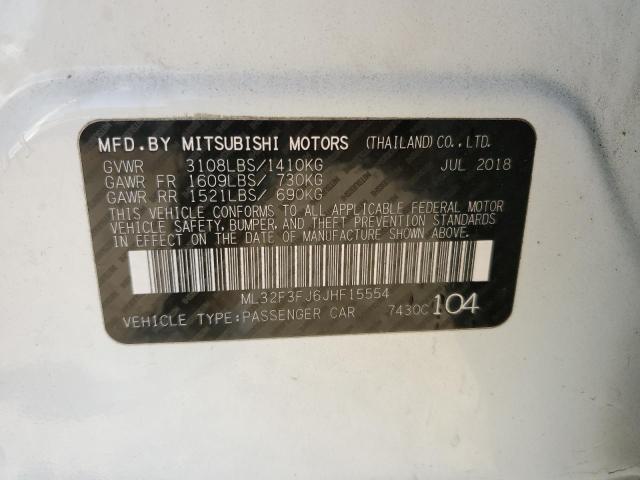 MFD.BY MITSUBISHI MOTORS (THAILAND) CO.,LTD.
GVWR 3108LBS/1410KG JUL 2018
GAWR FR 1609LBS/ 730KG
GAWR RR 1521LBS/ 690KG
THIS VEHICLE CONFORMS TO ALL APPLICABLE FEDERAL MOTOR
VEHICLE SAFETY, BUMPER, AND THEFT PREVENTION STANDARDS
IN EFFECT ON THE DATE OF MANUFACTURE SHOWN ABOVE.
ML32F3FJ6JHF15554
VEHICLE TYPE:PASSENGER CAR 7430C 104